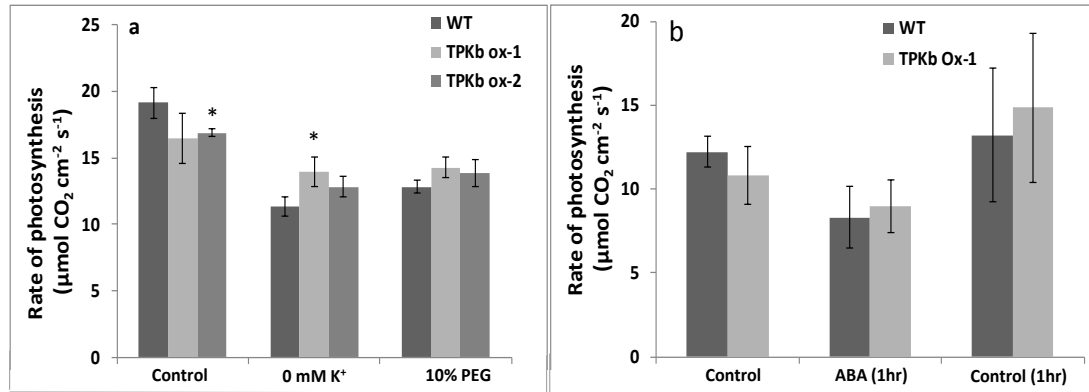 a
Rate of photosynthesis
(µmol CO₂ cm⁻² s⁻¹)
25
20
15
10
5
0
WT
TPKb ox-1
TPKb ox-2
*
*
Control
0 mM K⁺
10% PEG
b
Rate of photosynthesis
(µmol CO₂ cm⁻² s⁻¹)
20
15
10
5
0
WT
TPKb Ox-1
Control
ABA (1hr)
Control (1hr)